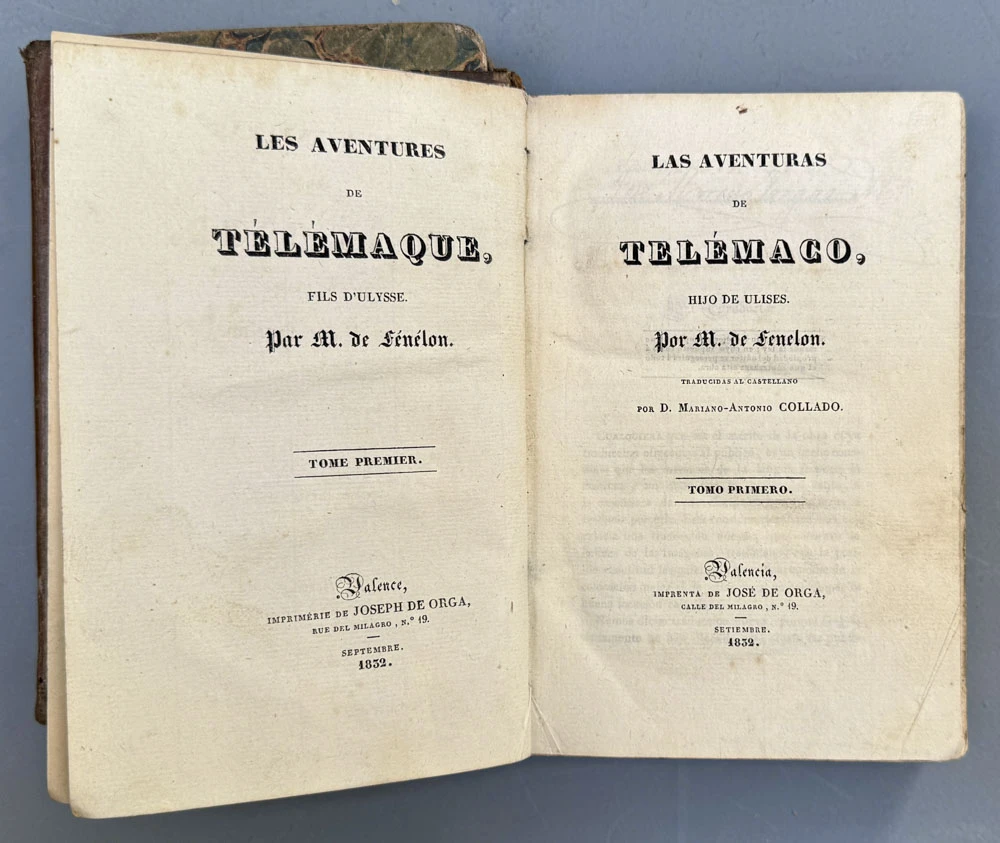 LES AVENTURES
DE
TÉLÉMAQUE,
FILS D'ULYSSE.
Par M. de Fénélon.
TOME PREMIER.
Valence,
IMPRIMÉRIE DE JOSEPH DE ORGA,
RUE DEL MILAGRO, N.º 19.
SEPTEMBRE.
1832.
LAS AVENTURAS
DE
TELÉMACO,
HIJO DE ULISES.
Por M. de Fenelon.
TRADUCIDAS AL CASTELLANO
POR D. MARIANO-ANTONIO COLLADO.
TOMO PRIMERO.
Valencia,
IMPRENTA DE JOSÉ DE ORGA,
CALLE DEL MILAGRO, N.º 19.
SETIEMBRE.
1832.